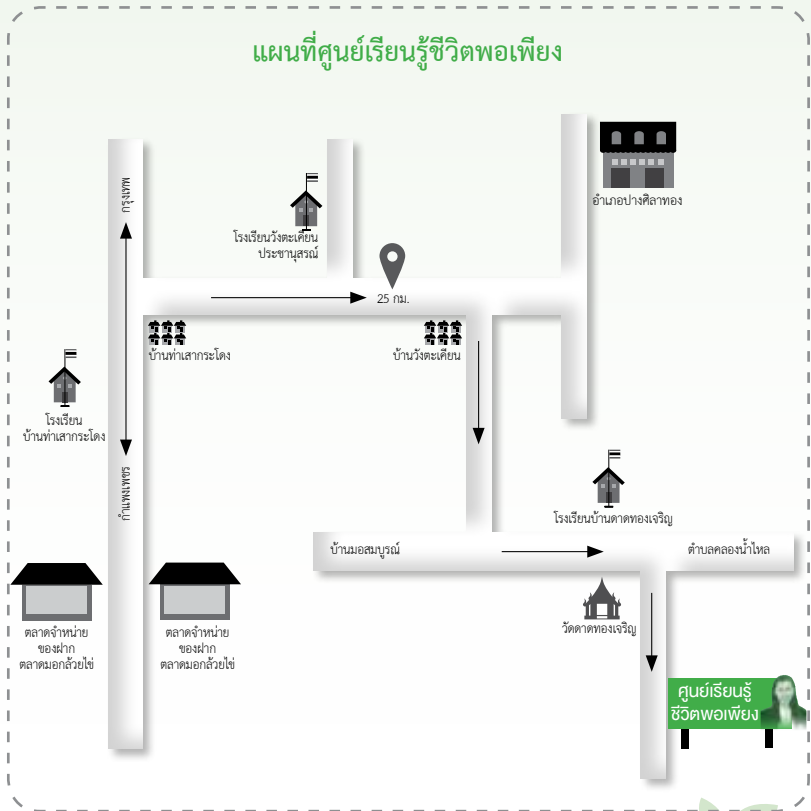 แผนที่ศูนย์เรียนรู้ชีวิตพอเพียง
กรุงเทพ
อำเภอปางศิลาทอง
โรงเรียนวังตะเคียน
ประชานุสรณ์
25 กม.
บ้านท่าเสากระโดง
บ้านวังตะเคียน
โรงเรียน
บ้านท่าเสากระโดง
กำแพงเพชร
โรงเรียนบ้านดาดทองเจริญ
บ้านมอสมบูรณ์
ตำบลคลองน้ำไหล
วัดดาดทองเจริญ
ตลาดจำหน่าย
ของฝาก
ตลาดมอกล้วยไข่
ตลาดจำหน่าย
ของฝาก
ตลาดมอกล้วยไข่
ศูนย์เรียนรู้
ชีวิตพอเพียง